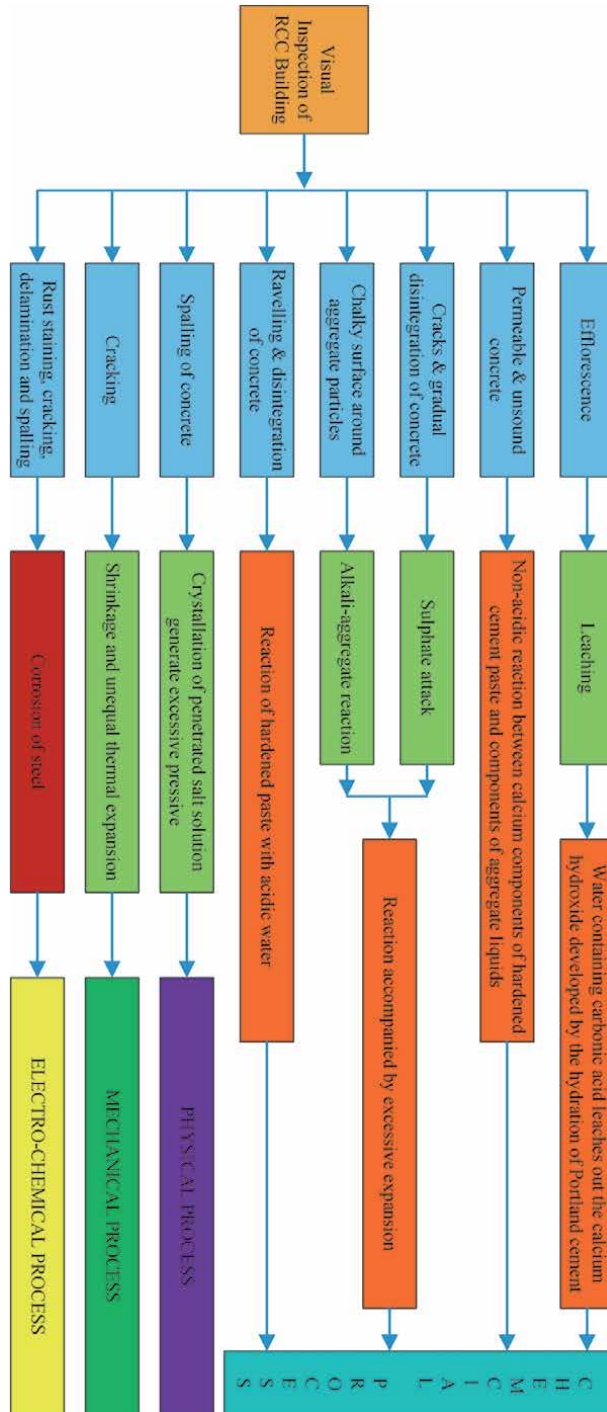 Visual
Inspection of
RCC Building
Efflorescence
Leaching
Water containing carbonic acid leaches out the calcium
hydroxide developed by the hydration of Portland cement
Permeable & unsound
concrete
Non-acidic reaction between calcium components of hardened
cement paste and components of aggregate liquids
Cracks & gradual
disintegration of concrete
Sulphate attack
Chalky surface around
aggregate particles
Alkali-aggregate reaction
Reaction accompanied by excessive expansion
Ravelling & disintegration
of concrete
Reaction of hardened paste with acidic water
C
H
E
M
C
I
A
L
P
R
O
C
E
S
S
Spalling of concrete
Crystallation of penetrated salt solution
generate excessive pressive
PHYSICAL PROCESS
Cracking
Shrinkage and unequal thermal expansion
MECHANICAL PROCESS
Rust staining, cracking,
delamination and spalling
Corrosion of steel
ELECTRO-CHEMICAL PROCESS